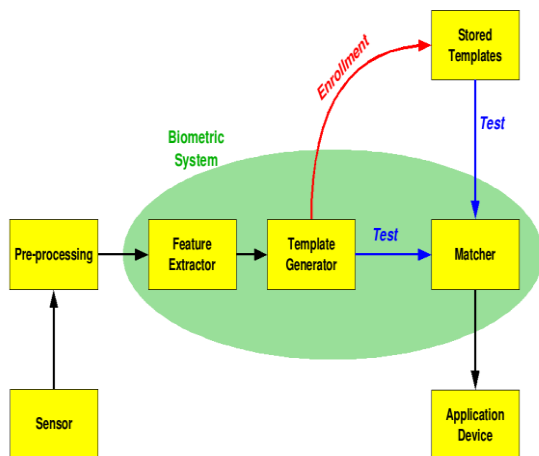 Stored
Templates
Enrollment
Test
Biometric
System
Pre-processing
Feature
Extractor
Template
Generator
Test
Matcher
Sensor
Application
Device